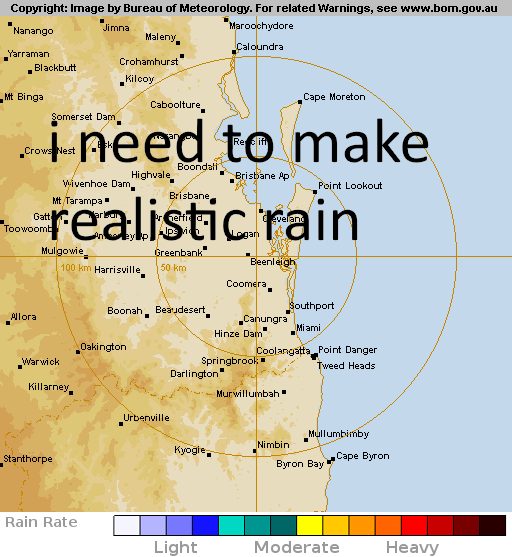 Copyright: Image by Bureau of Meteorology. For related Warnings, see www.bom.gov.au
Nanango
Jimna
Maroochydore
Maleny
Caloundra
Yarraman
Crohamhurst
Blackbutt
Kilcoy
Mt Binga
Caboolture
Cape Moreton
Somerset Dam
i need to make
Crows Nest
Boondall
Highvale
Brisbane Ap
Wivenhoe Dam
Point Lookout
Brisbane
Mt Tarampa
realistic rain
Cleveland
Archerfield
Toowoomba
Ipswich
Logan
Mulgowie
Greenbank
Beenleigh
100 km
50 km
Harrisville
Coomera
Boonah
Beaudesert
Southport
Allora
Canungra
Miami
Hinze Dam
Oakington
Coolangatta
Point Danger
Warwick
Springbrook
Tweed Heads
Darlington
Killarney
Murwillumbah
Urbenville
Mullumbimby
Nimbin
Kyogle
Cape Byron
Stanthorpe
Byron Bay
Rain Rate
Light
Moderate
Heavy